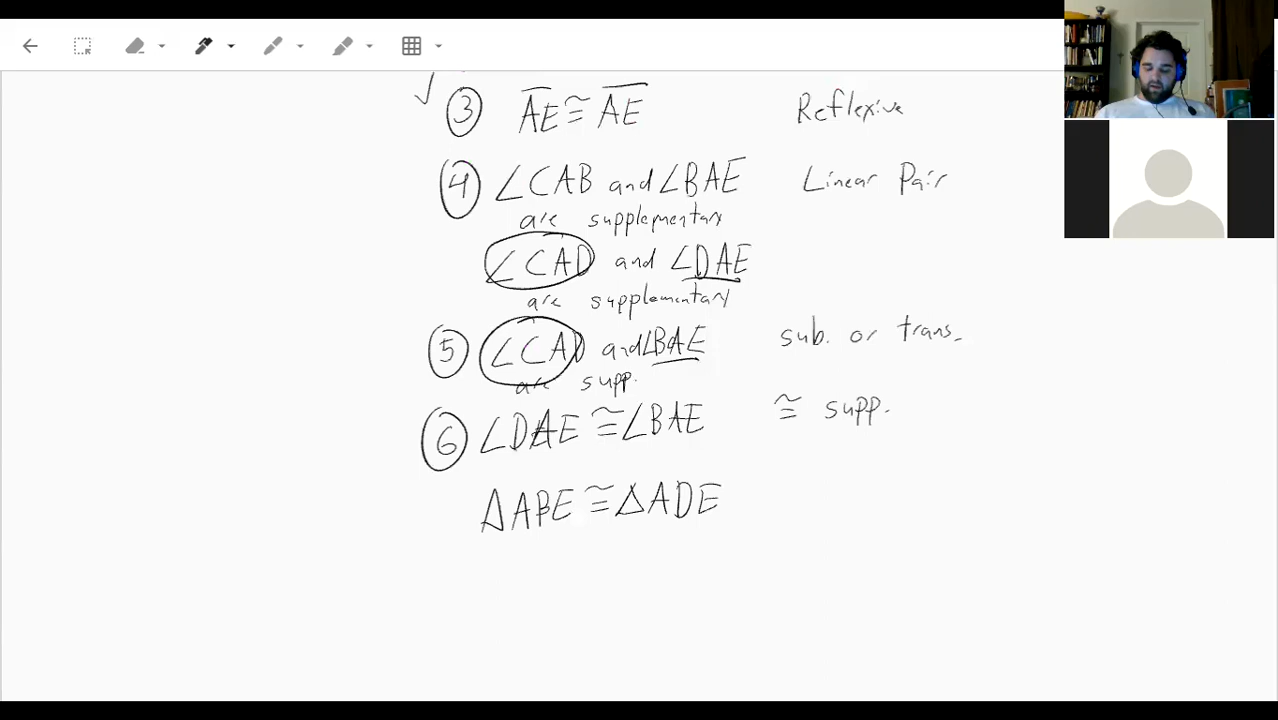 ③ AE ≅ AE Reflexive
④ ∠CAB and ∠BAE Linear Pair
are supplementary
∠CAD and ∠DAE
are supplementary
⑤ ∠CAD and ∠BAE sub. or trans.
are supp.
⑥ ∠DAE ≅ ∠BAE ≅ supp.
△ABE ≅ △ADE